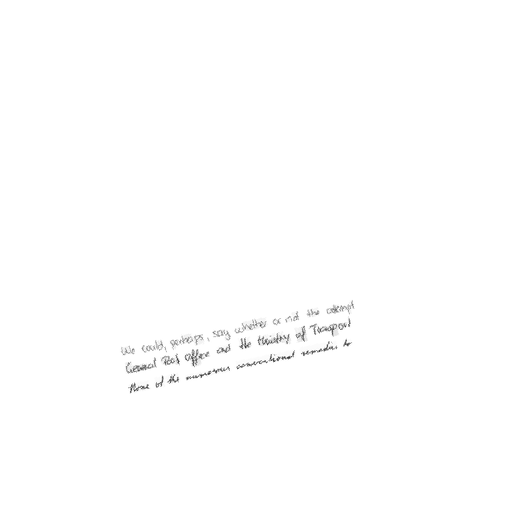 We could, perhaps, say whether or not the attempt
General Post Office and the Ministry of Transport
those of the numerous conventional remedies to